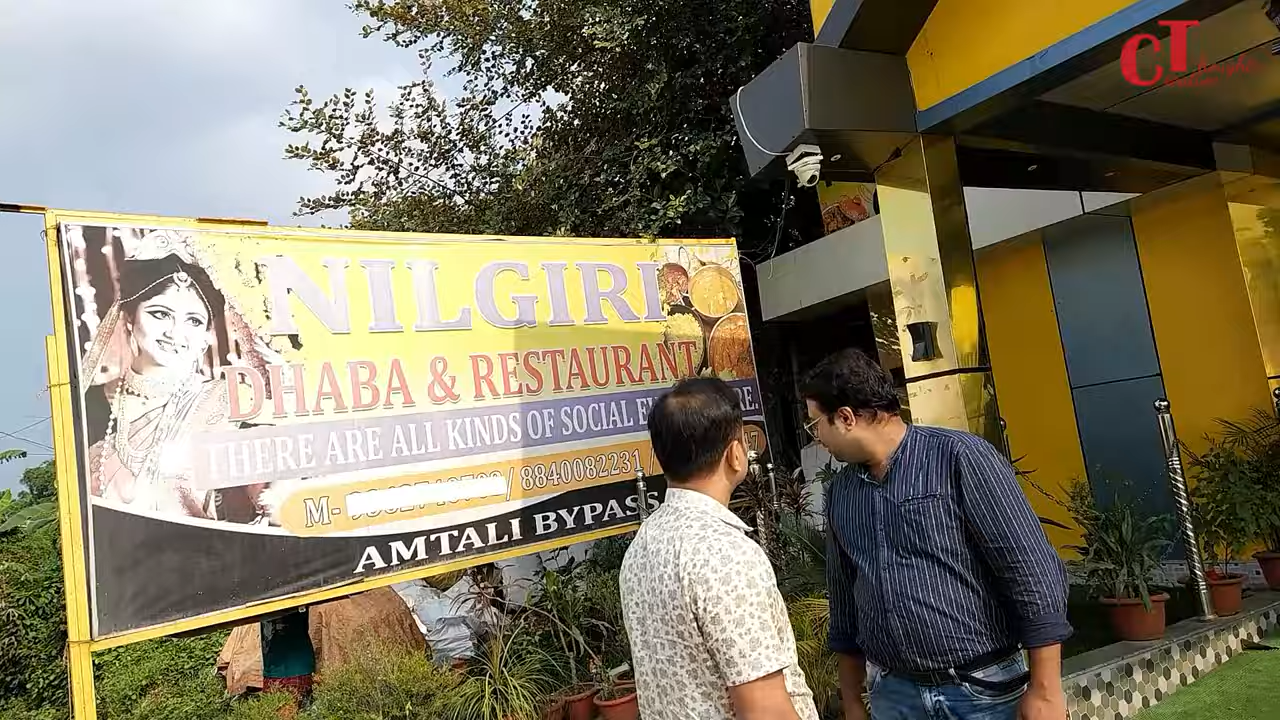 CT
NILGIRI
DHABA & RESTAURANT
THERE ARE ALL KINDS OF SOCIAL
M- / 8840082231 /
AMTALI BYPASS